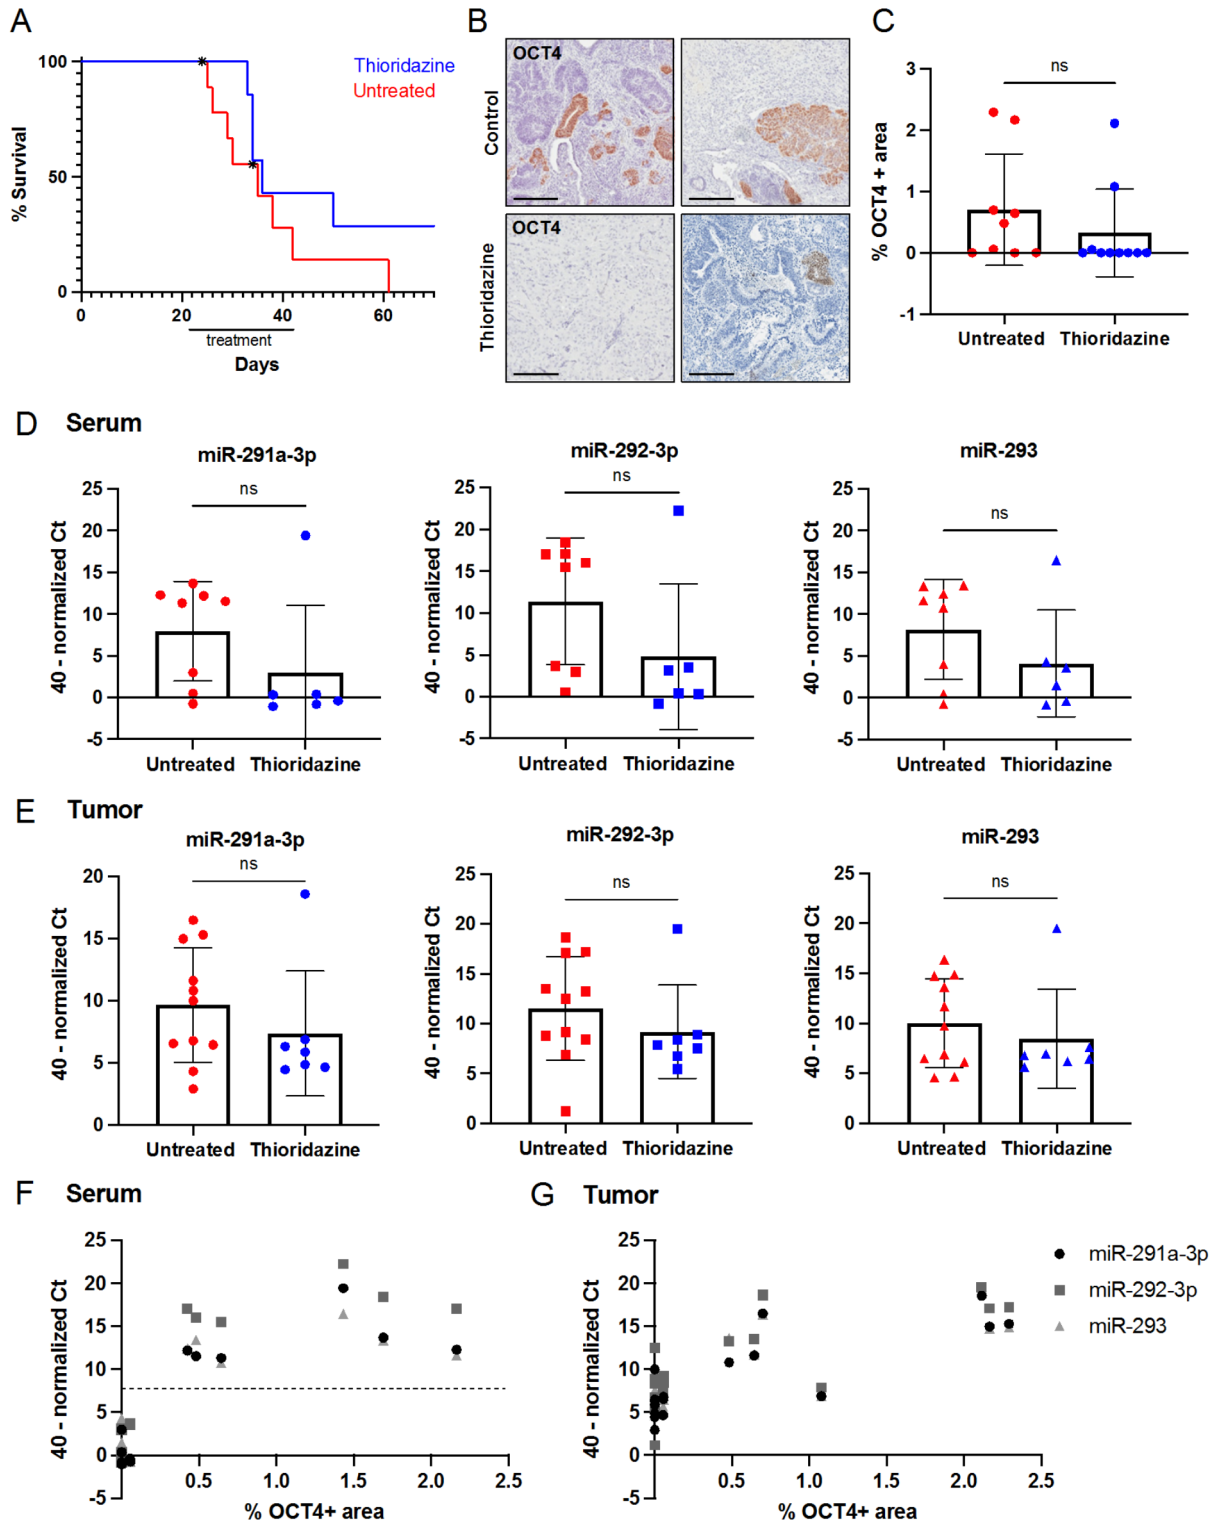 A
% Survival
100
50
0
0
20
40
60
treatment
Days
Thioridazine
Untreated
B
Control
OCT4
Thioridazine
OCT4
C
% OCT4 + area
3
2
1
0
-1
ns
Untreated
Thioridazine
D Serum
miR-291a-3p
40 - normalized Ct
25
20
15
10
5
0
-5
ns
Untreated
Thioridazine
miR-292-3p
40 - normalized Ct
25
20
15
10
5
0
-5
ns
Untreated
Thioridazine
miR-293
40 - normalized Ct
25
20
15
10
5
0
-5
ns
Untreated
Thioridazine
E Tumor
miR-291a-3p
40 - normalized Ct
20
15
10
5
0
ns
Untreated
Thioridazine
miR-292-3p
40 - normalized Ct
25
20
15
10
5
0
ns
Untreated
Thioridazine
miR-293
40 - normalized Ct
25
20
15
10
5
0
ns
Untreated
Thioridazine
F Serum
40 - normalized Ct
25
20
15
10
5
0
-5
0.5
1.0
1.5
2.0
2.5
% OCT4+ area
G Tumor
40 - normalized Ct
25
20
15
10
5
0
-5
0.5
1.0
1.5
2.0
2.5
% OCT4+ area
miR-291a-3p
miR-292-3p
miR-293